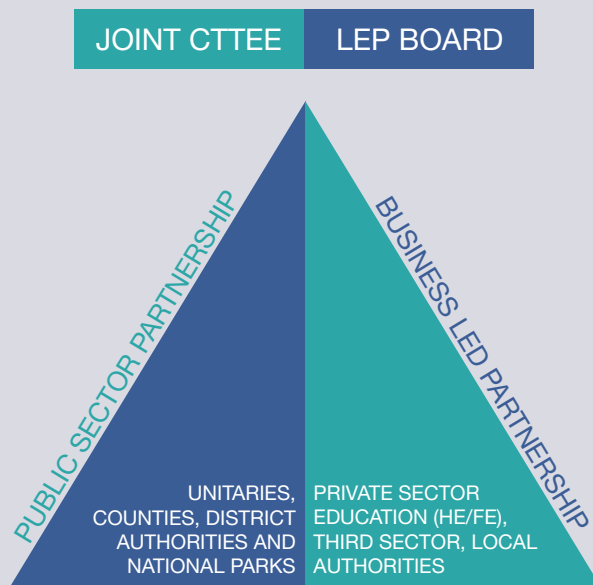 JOINT CTTEE
LEP BOARD
PUBLIC SECTOR PARTNERSHIP
BUSINESS LED PARTNERSHIP
UNITARIES,
COUNTIES, DISTRICT
AUTHORITIES AND
NATIONAL PARKS
PRIVATE SECTOR
EDUCATION (HE/FE),
THIRD SECTOR, LOCAL
AUTHORITIES